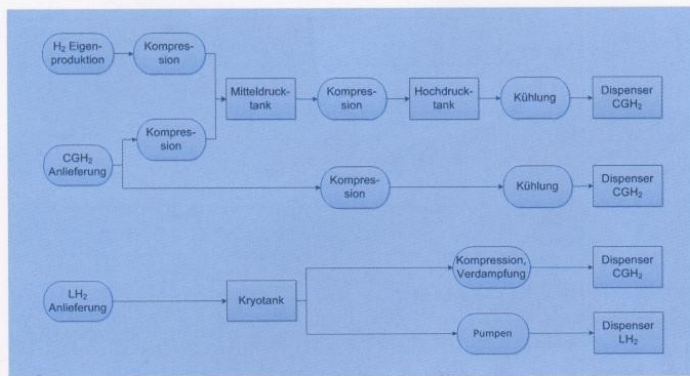 H₂ Eigen-
produktion
Kompres-
sion
Mitteldruck-
tank
Kompres-
sion
Hochdruck-
tank
Kühlung
Dispenser
CGH₂
Kompres-
sion
CGH₂
Anlieferung
Kompres-
sion
Kühlung
Dispenser
CGH₂
LH₂
Anlieferung
Kryotank
Kompression,
Verdampfung
Dispenser
CGH₂
Pumpen
Dispenser
LH₂